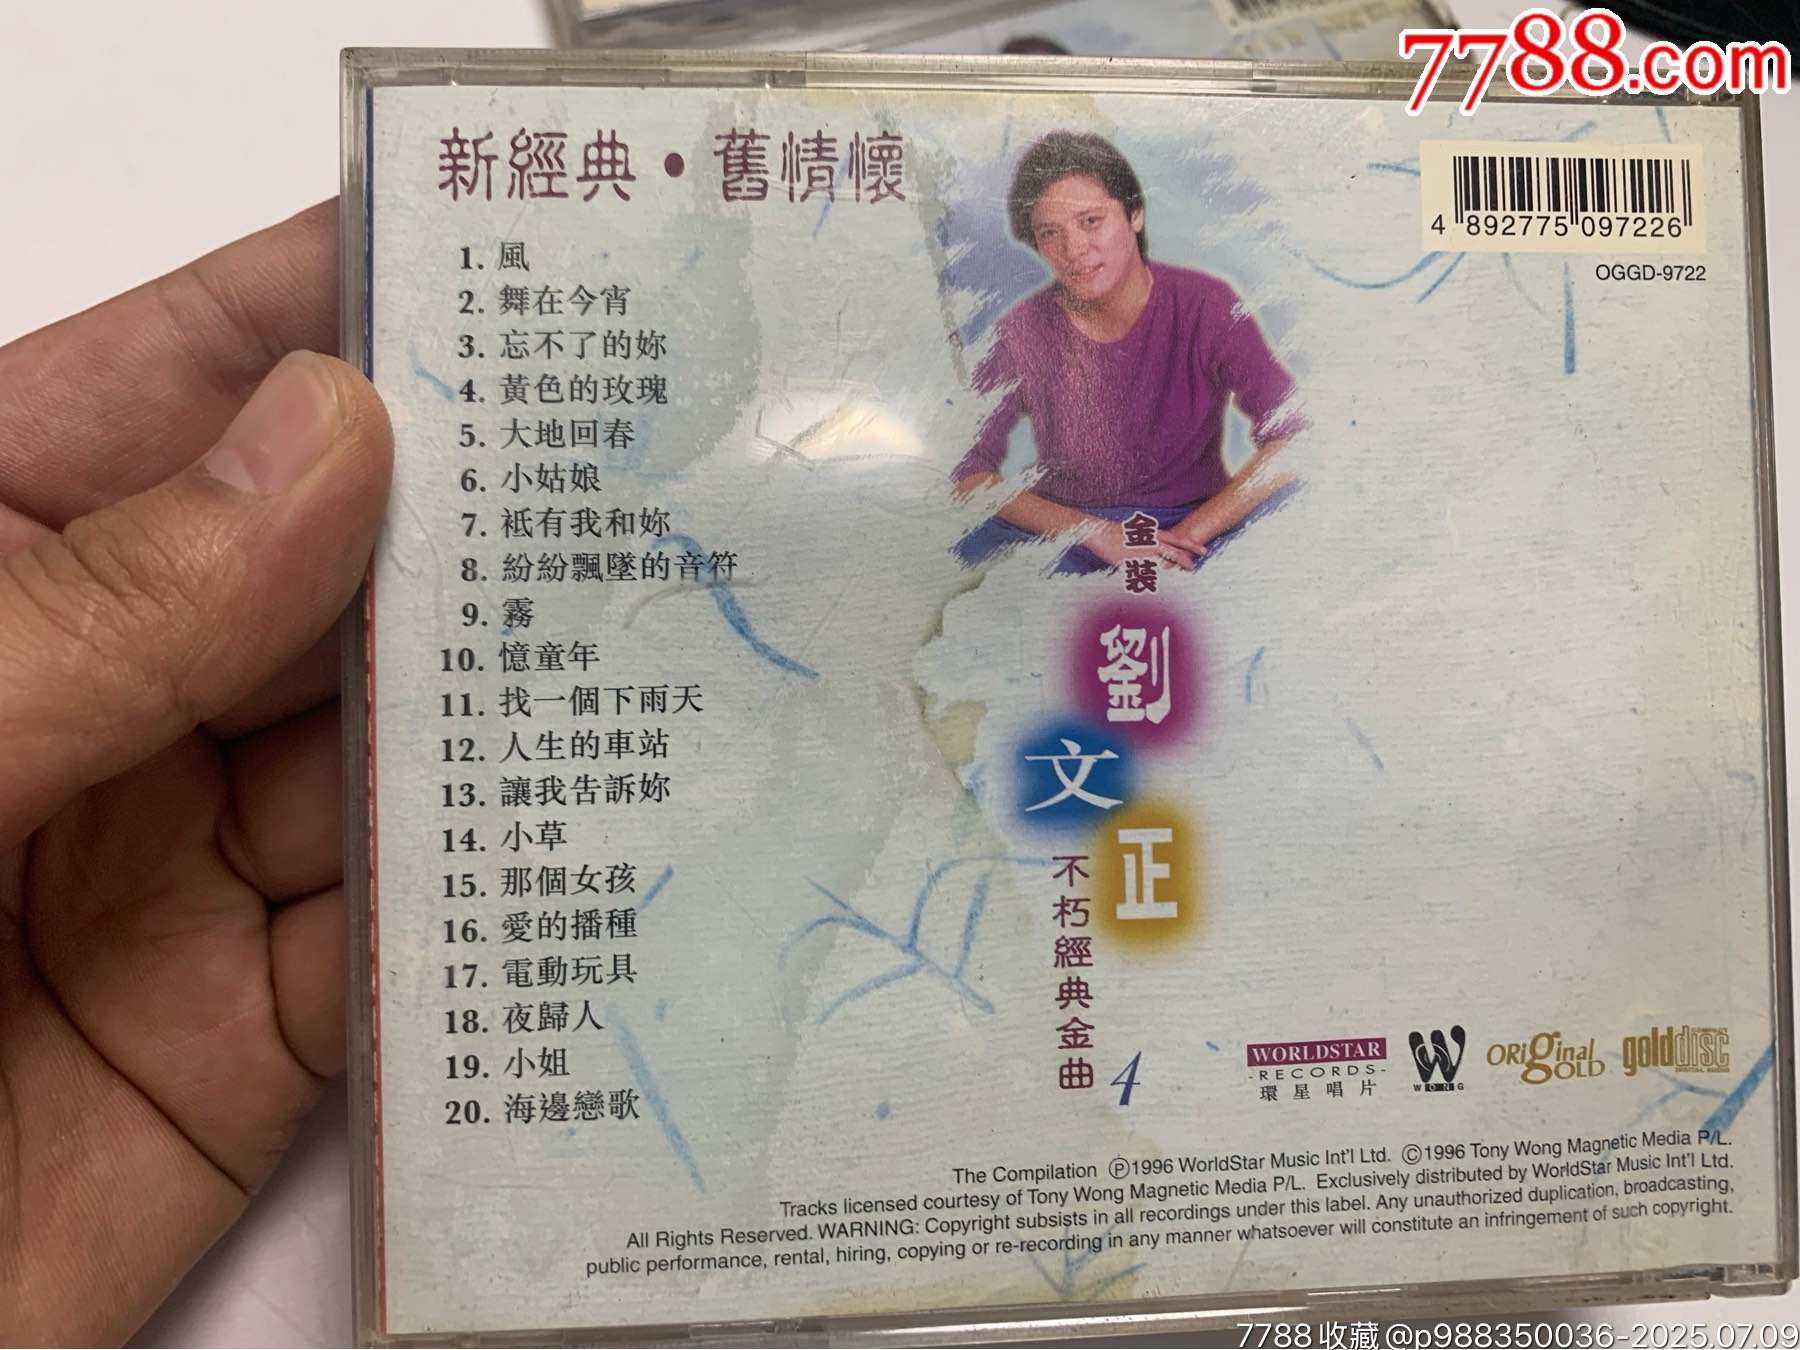 7788.com
新經典·舊情懷
4 892775 097226
OGGD-9722
1. 風
2. 舞在今宵
3. 忘不了的妳
4. 黃色的玫瑰
5. 大地回春
6. 小姑娘
7. 祇有我和妳
8. 紛紛飄墜的音符
9. 霧
10. 憶童年
11. 找一個下雨天
12. 人生的車站
13. 讓我告訴妳
14. 小草
15. 那個女孩
16. 愛的播種
17. 電動玩具
18. 夜歸人
19. 小姐
20. 海邊戀歌
金裝
劉文正
不朽經典金曲 4
WORLDSTAR
-RECORDS-
環星唱片
WONG
ORiginal GOLD
COMPACT
gold disc
DIGITAL AUDIO
The Compilation Ⓟ1996 WorldStar Music Int'l Ltd. ©1996 Tony Wong Magnetic Media P/L.
Tracks licensed courtesy of Tony Wong Magnetic Media P/L. Exclusively distributed by WorldStar Music Int'l Ltd.
All Rights Reserved. WARNING: Copyright subsists in all recordings under this label. Any unauthorized duplication, broadcasting,
public performance, rental, hiring, copying or re-recording in any manner whatsoever will constitute an infringement of such copyright.
7788收藏@p988350036-2025.07.09